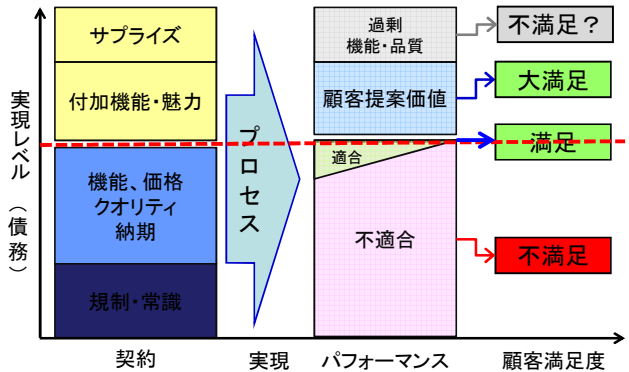 サプライズ
付加機能・魅力
機能、価格
クオリティ
納期
規制・常識
プロセス
過剰
機能・品質
顧客提案価値
適合
不適合
不満足？
大満足
満足
不満足
実現レベル（債務）
契約
実現
パフォーマンス
顧客満足度